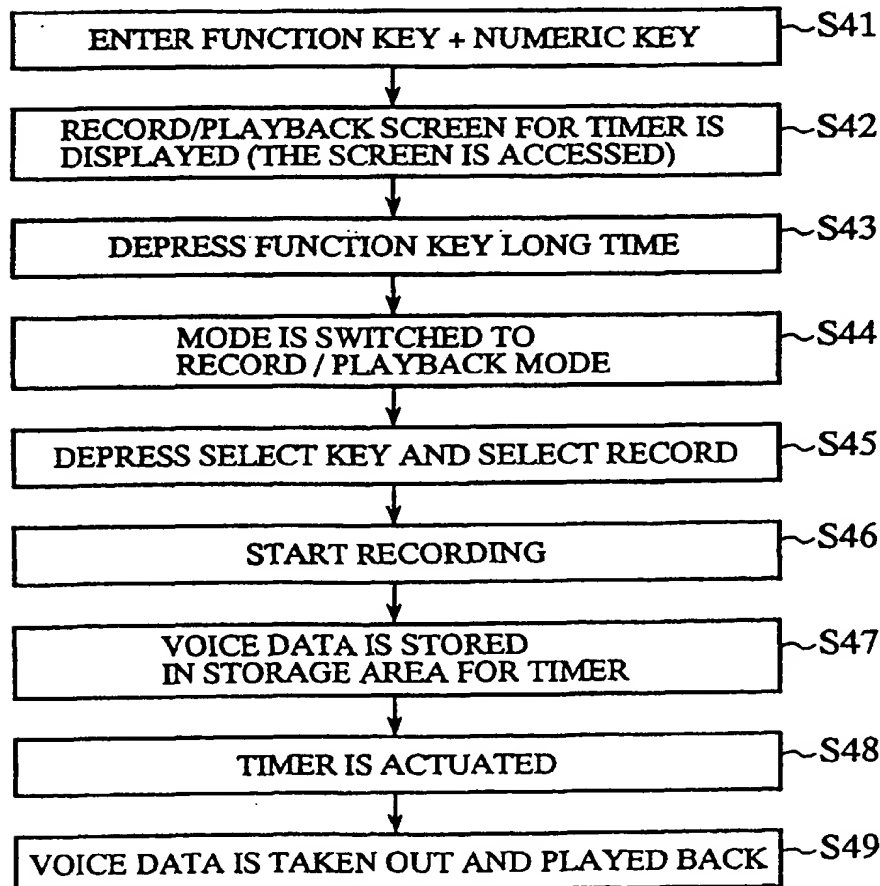 ENTER FUNCTION KEY + NUMERIC KEY
S41
RECORD/PLAYBACK SCREEN FOR TIMER IS
DISPLAYED (THE SCREEN IS ACCESSED)
S42
DEPRESS FUNCTION KEY LONG TIME
S43
MODE IS SWITCHED TO
RECORD / PLAYBACK MODE
S44
DEPRESS SELECT KEY AND SELECT RECORD
S45
START RECORDING
S46
VOICE DATA IS STORED
IN STORAGE AREA FOR TIMER
S47
TIMER IS ACTUATED
S48
VOICE DATA IS TAKEN OUT AND PLAYED BACK
S49